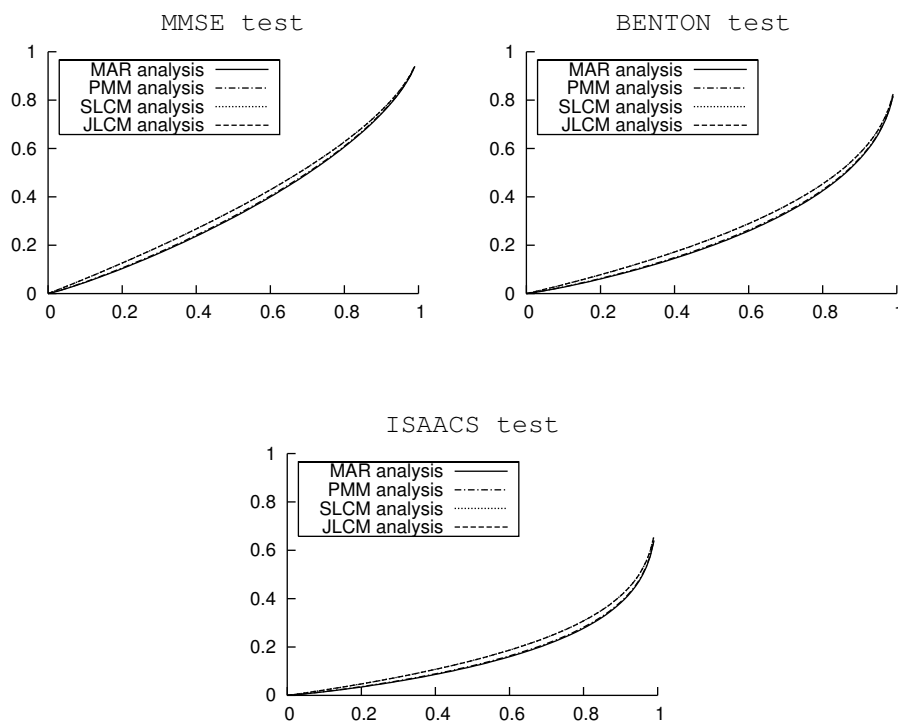 MMSE test
1
0.8
0.6
0.4
0.2
0
0 0.2 0.4 0.6 0.8 1
MAR analysis
PMM analysis
SLCM analysis
JLCM analysis
BENTON test
1
0.8
0.6
0.4
0.2
0
0 0.2 0.4 0.6 0.8 1
MAR analysis
PMM analysis
SLCM analysis
JLCM analysis
ISAACS test
1
0.8
0.6
0.4
0.2
0
0 0.2 0.4 0.6 0.8 1
MAR analysis
PMM analysis
SLCM analysis
JLCM analysis